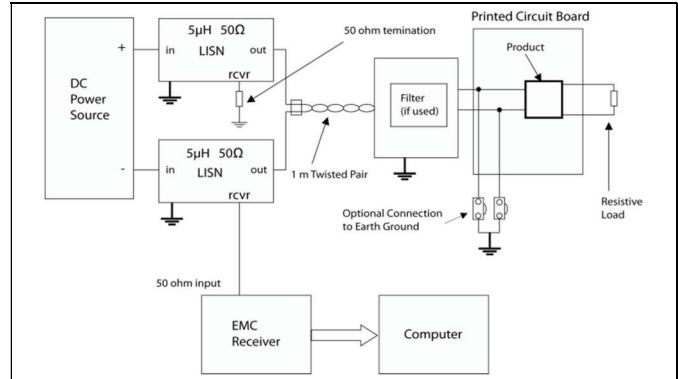 Printed Circuit Board
5µH 50Ω
in
out
LISN
rcvr
50 ohm temination
Product
+
DC
Power
Source
Filter
(if used)
-
5µH 50Ω
in
out
LISN
rcvr
1 m Twisted Pair
Optional Connection
to Earth Ground
Resistive
Load
50 ohm input
EMC
Receiver
Computer